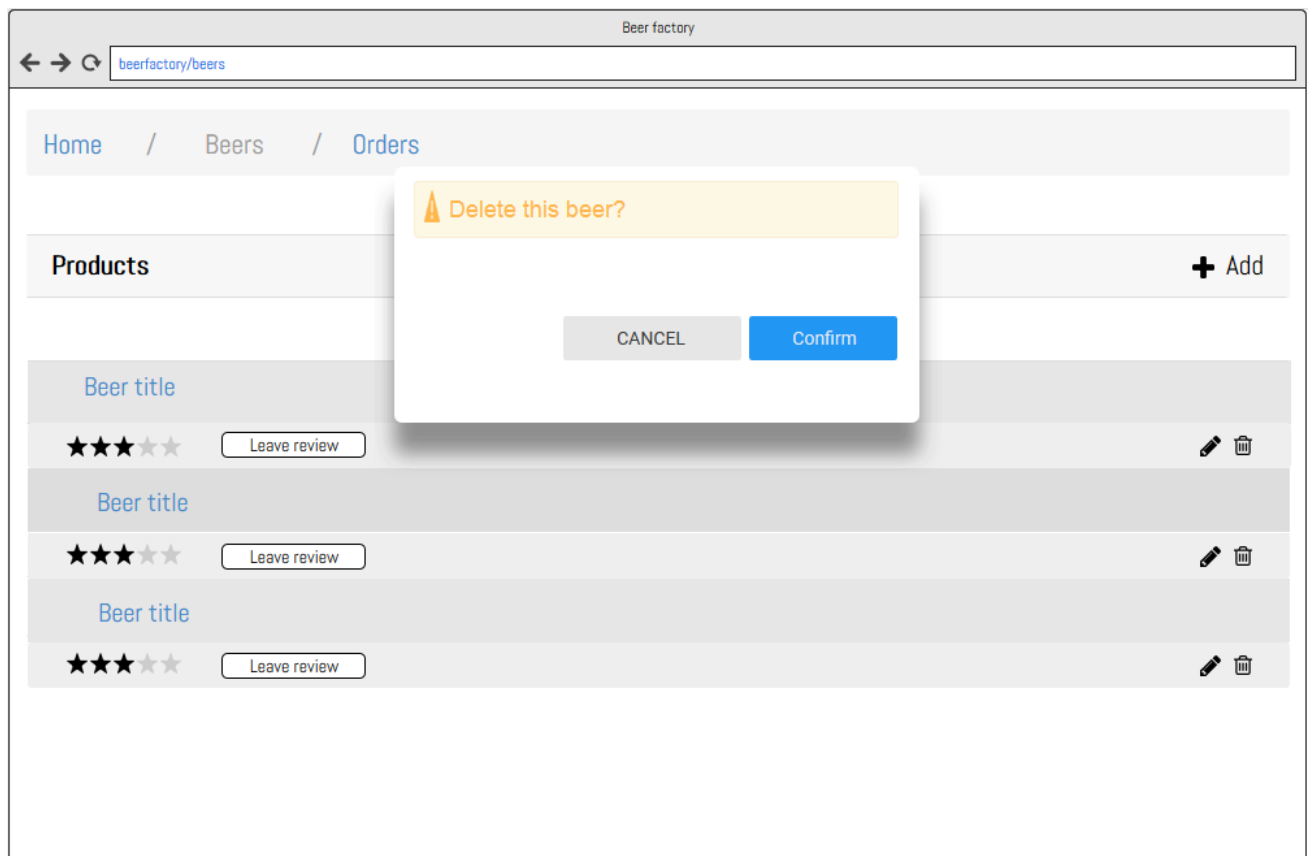 Beer factory
beerfactory/beers
Home / Beers / Orders
Delete this beer?
Products
Add
CANCEL Confirm
Beer title
Leave review
Beer title
Leave review
Beer title
Leave review